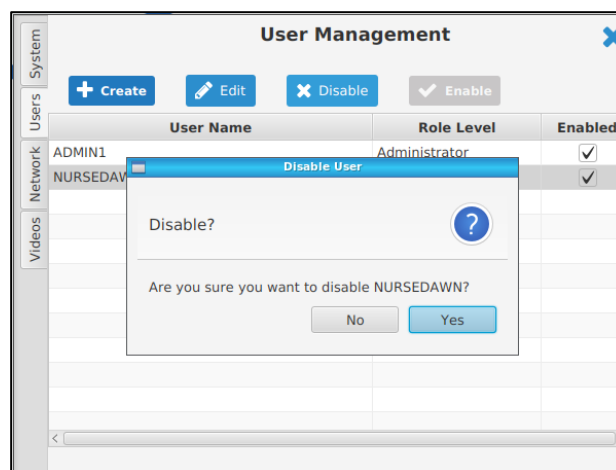 User Management
System
Users
Network
Videos
Create
Edit
Disable
Enable
User Name Role Level Enabled
ADMIN1 Administrator
NURSEDAW
Disable User
Disable?
?
Are you sure you want to disable NURSEDAWN?
No Yes